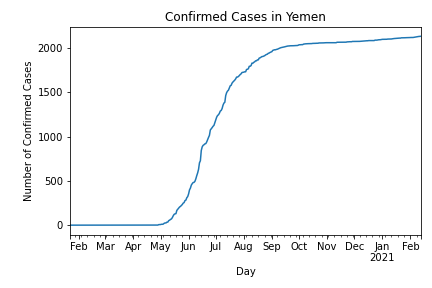 Confirmed Cases in Yemen
Number of Confirmed Cases
2000
1500
1000
500
0
Feb Mar Apr May Jun Jul Aug Sep Oct Nov Dec Jan Feb
2021
Day